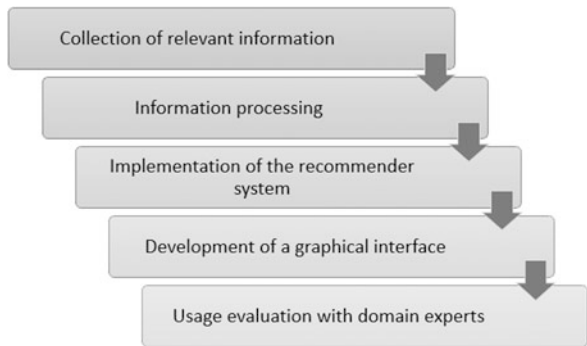 Collection of relevant information
Information processing
Implementation of the recommender
system
Development of a graphical interface
Usage evaluation with domain experts